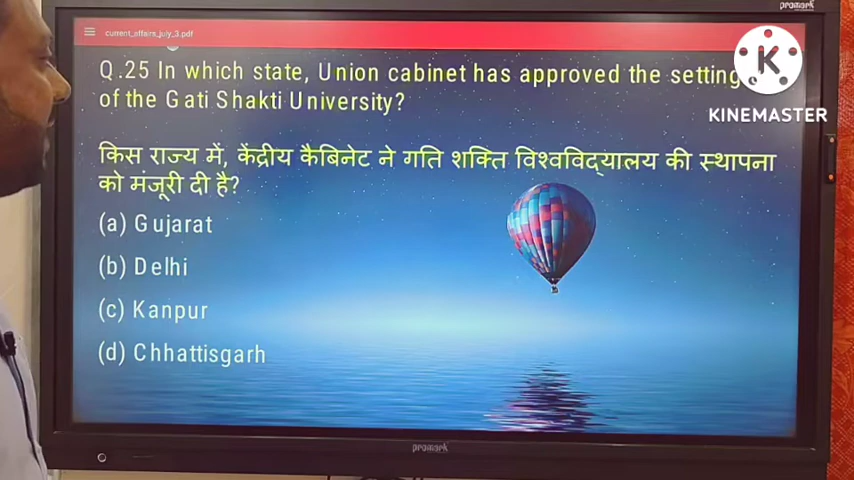 promark
current_affairs_july_3.pdf
Q.25 In which state, Union cabinet has approved the setting
of the Gati Shakti University?
KINEMASTER
किस राज्य में, केंद्रीय कैबिनेट ने गति शक्ति विश्वविद्यालय की स्थापना
को मंजूरी दी है?
(a) Gujarat
(b) Delhi
(c) Kanpur
(d) Chhattisgarh
promark